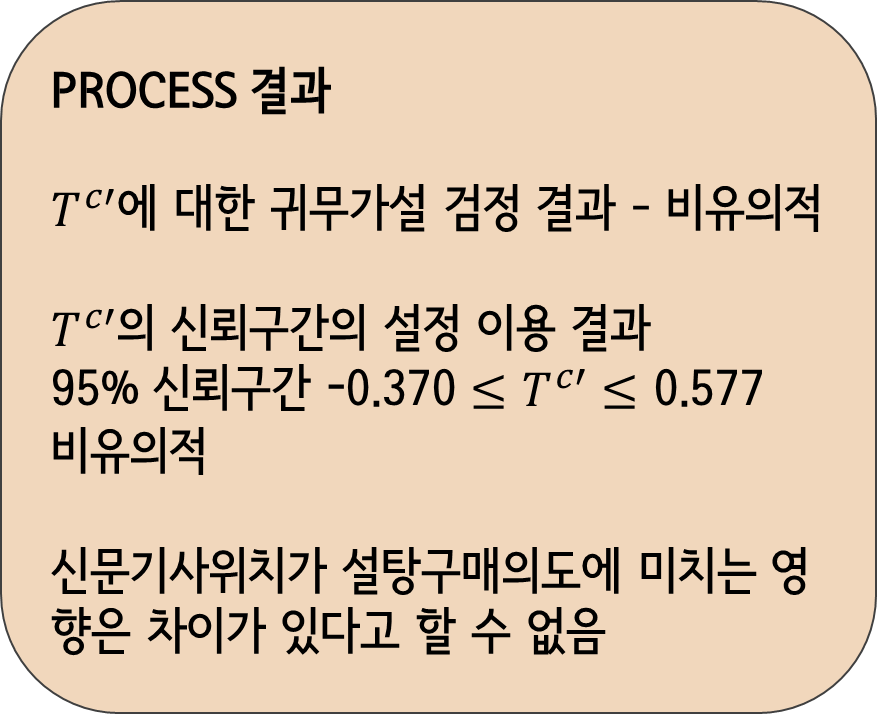 PROCESS 결과
T^c′에 대한 귀무가설 검정 결과 - 비유의적
T^c′의 신뢰구간의 설정 이용 결과
95% 신뢰구간 -0.370 ≤ T^c′ ≤ 0.577
비유의적
신문기사위치가 설탕구매의도에 미치는 영
향은 차이가 있다고 할 수 없음